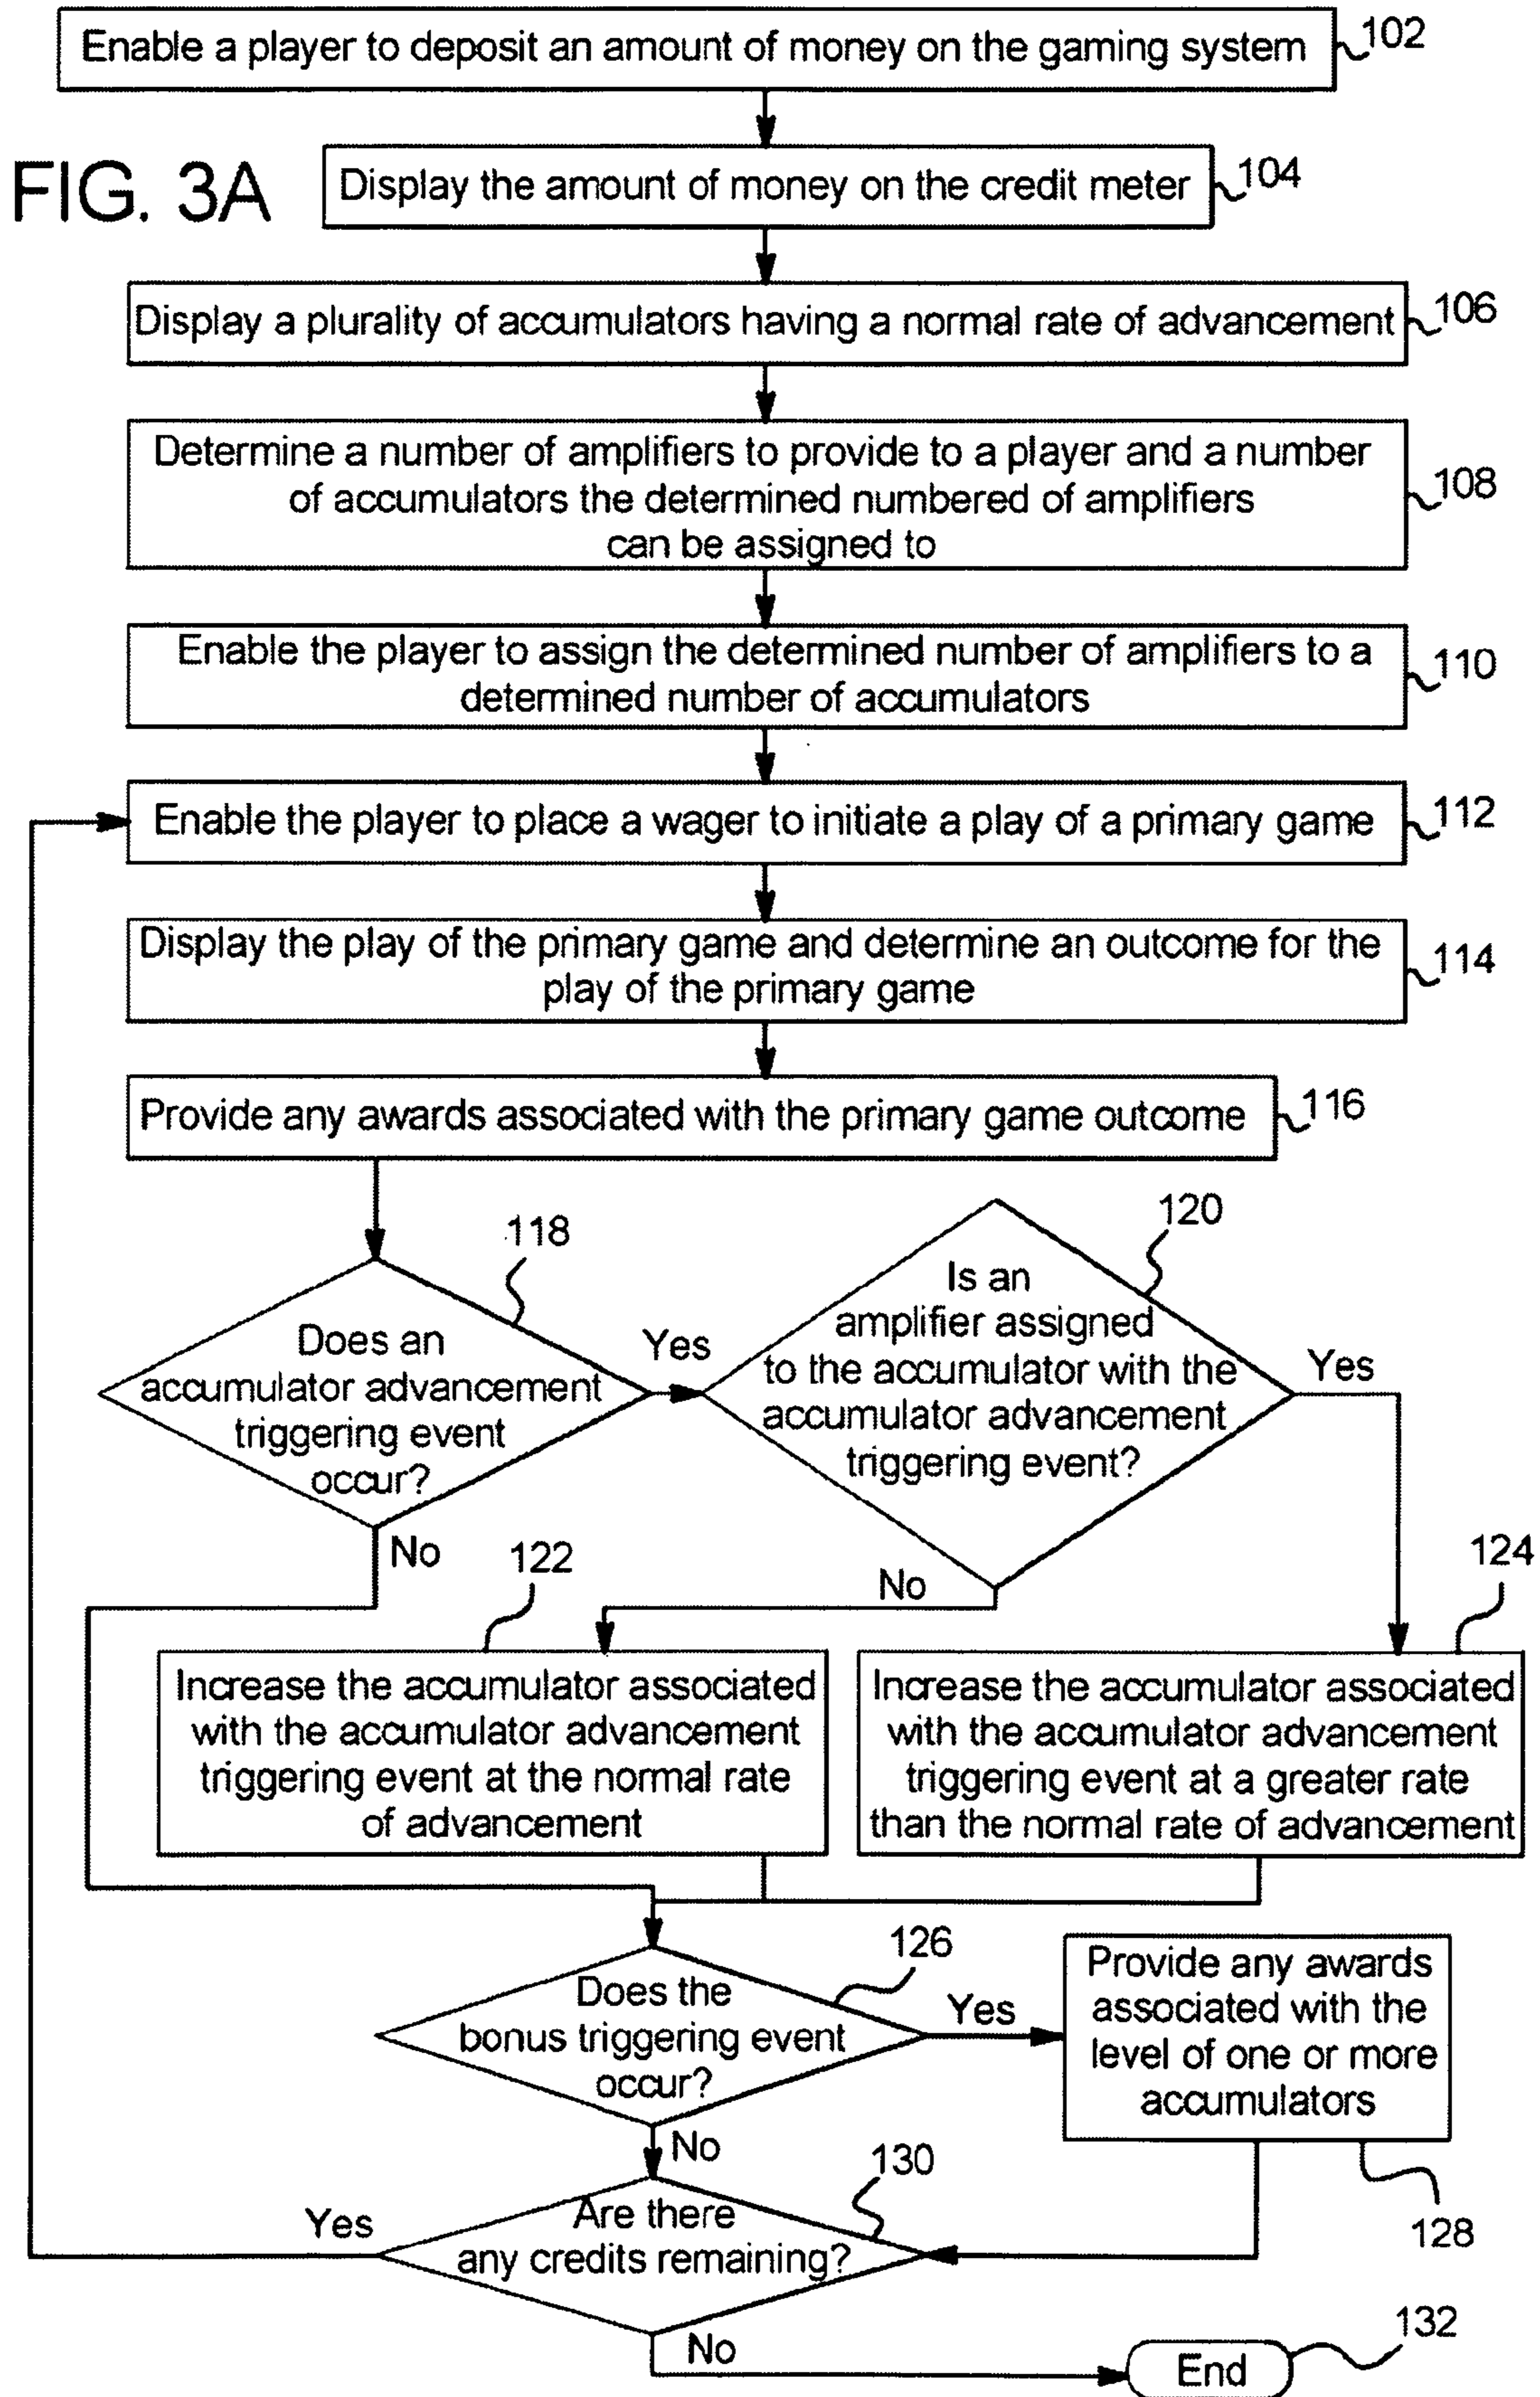 Enable a player to deposit an amount of money on the gaming system
102
FIG. 3A
Display the amount of money on the credit meter
104
Display a plurality of accumulators having a normal rate of advancement
106
Determine a number of amplifiers to provide to a player and a number
of accumulators the determined numbered of amplifiers
can be assigned to
108
Enable the player to assign the determined number of amplifiers to a
determined number of accumulators
110
Enable the player to place a wager to initiate a play of a primary game
112
Display the play of the primary game and determine an outcome for the
play of the primary game
114
Provide any awards associated with the primary game outcome
116
118
Does an
accumulator advancement
triggering event
occur?
Yes
No
120
Is an
amplifier assigned
to the accumulator with the
accumulator advancement
triggering event?
Yes
No
122
Increase the accumulator associated
with the accumulator advancement
triggering event at the normal rate
of advancement
124
Increase the accumulator associated
with the accumulator advancement
triggering event at a greater rate
than the normal rate of advancement
126
Does the
bonus triggering event
occur?
Yes
No
Provide any awards
associated with the
level of one or more
accumulators
128
130
Are there
any credits remaining?
Yes
No
End
132